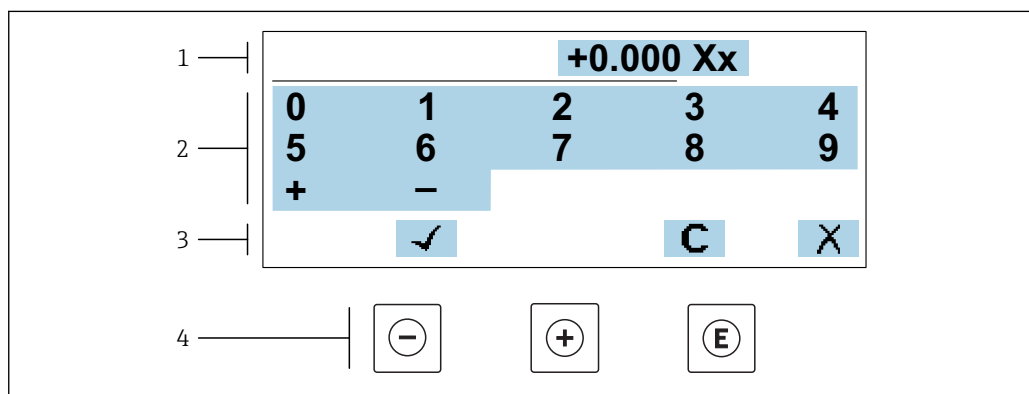 1 +0.000 Xx
0 1 2 3 4
2 5 6 7 8 9
+ −
3 ✓ C X
4 − + E